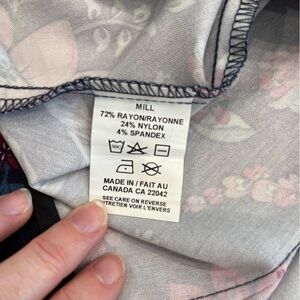 MILL
72% RAYON/RAYONNE
24% NYLON
4% SPANDEX
MADE IN / FAIT AU
CANADA CA 22042
SEE CARE ON REVERSE
ENTRETIEN VOIR L'ENVERS